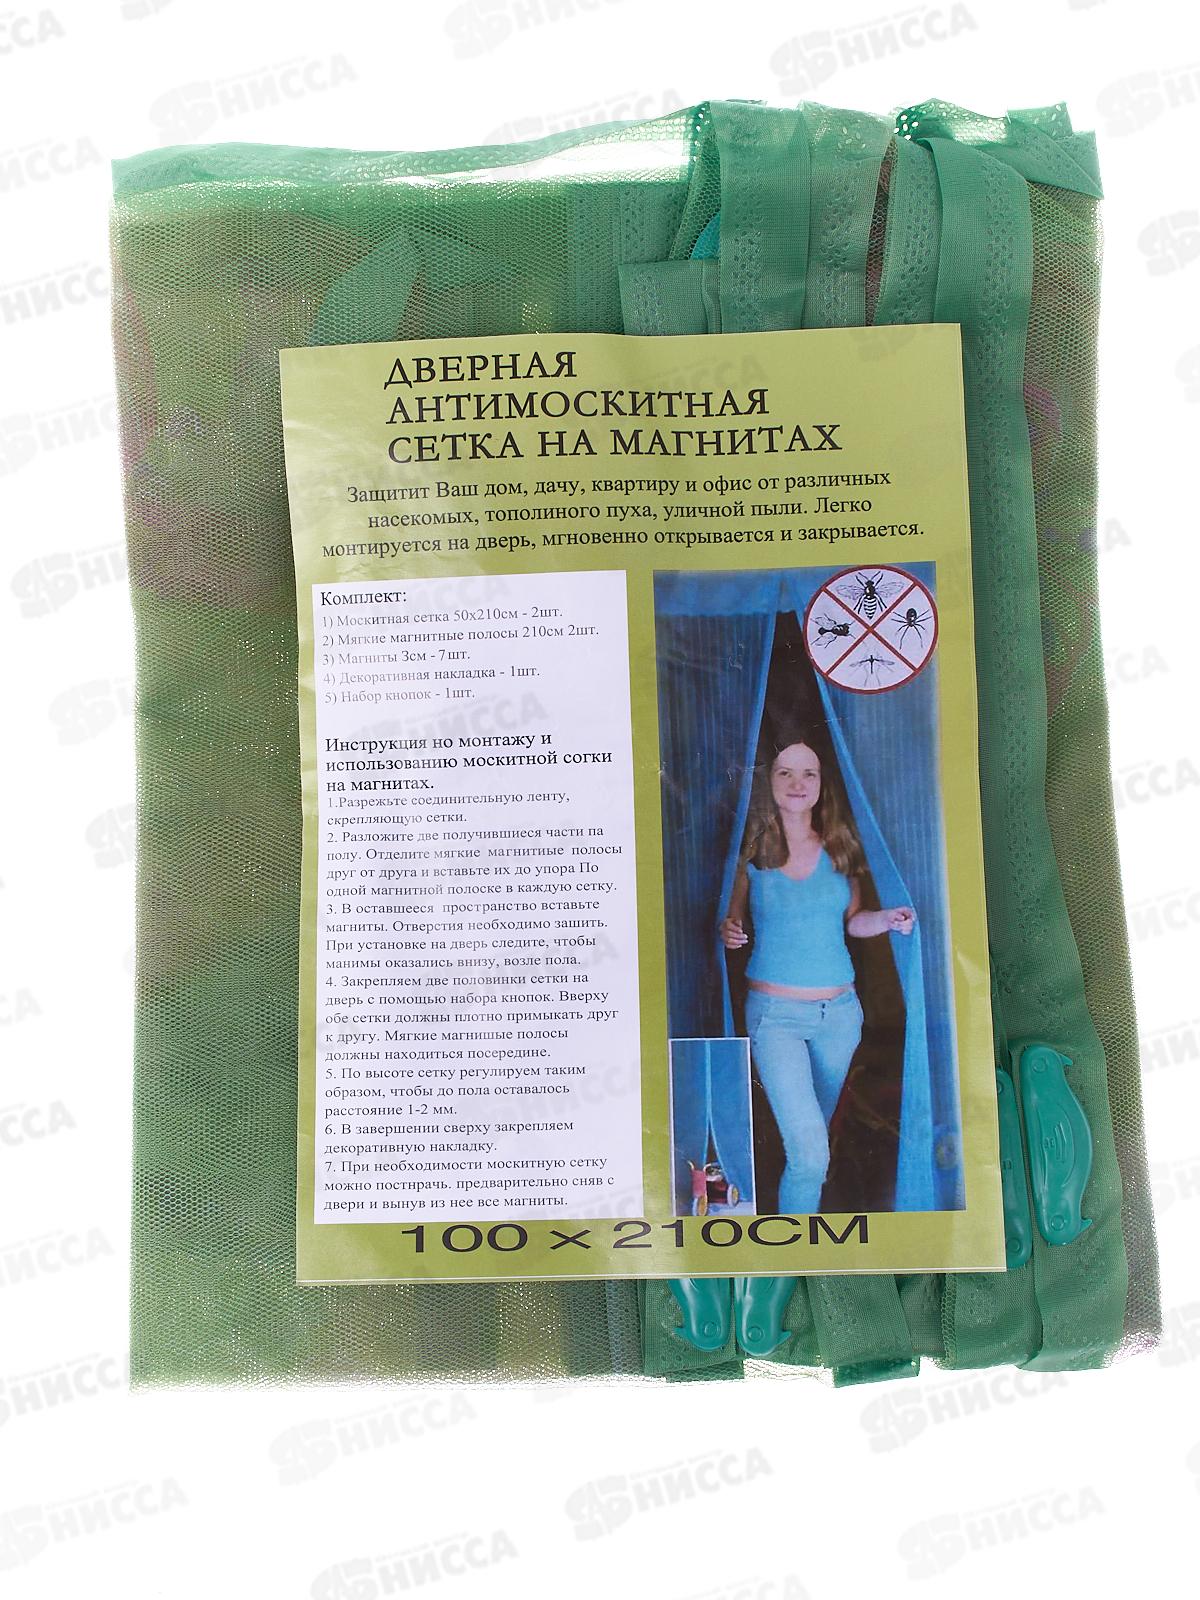 ДВЕРНАЯ
АНТИМОСКИТНАЯ
СЕТКА НА МАГНИТАХ
Защитит Ваш дом, дачу, квартиру и офис от различных
насекомых, тополиного пуха, уличной пыли. Легко
монтируется на дверь, мгновенно открывается и закрывается.
Комплект:
1) Москитная сетка 50х210см - 2шт.
2) Мягкие магнитные полосы 210см 2шт.
3) Магниты 3см - 7шт.
4) Декоративная накладка - 1шт.
5) Набор кнопок - 1шт.
Инструкция но монтажу и
использованию москитной согки
на магнитах.
1.Разрежьте соединительную ленту,
скрепляющую сетки.
2. Разложите две получившиеся части па
полу. Отделите мягкие магнитиые полосы
друг от друга и вставьте их до упора По
одной магнитной полоске в каждую сетку.
3. В оставшееся пространство вставьте
магниты. Отверстия необходимо зашить.
При установке на дверь следите, чтобы
манимы оказались внизу, возле пола.
4. Закрепляем две половинки сетки на
дверь с помощью набора кнопок. Вверху
обе сетки должны плотно примыкать друг
к другу. Мягкие магнишые полосы
должны находиться посередине.
5. По высоте сетку регулируем таким
образом, чтобы до пола оставалось
расстояние 1-2 мм.
6. В завершении сверху закрепляем
декоративную накладку.
7. При необходимости москитную сетку
можно постнрачь. предварительно сняв с
двери и вынув из нее все магниты.
100 х 210СМ